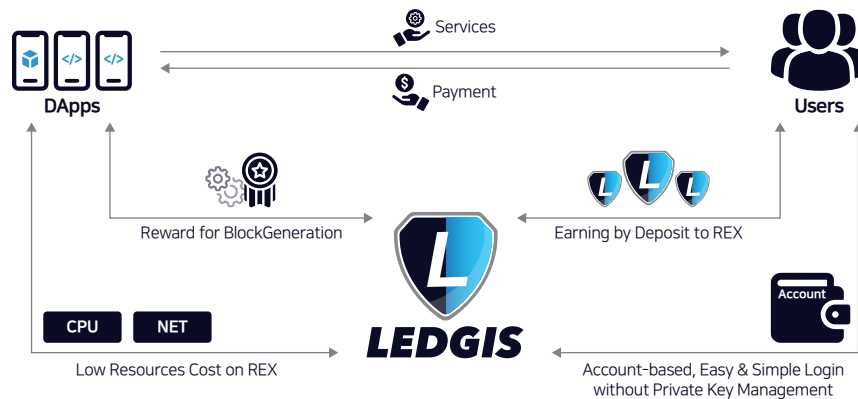 Services
</>
</>
Payment
DApps
Users
L
L
L
Reward for BlockGeneration
Earning by Deposit to REX
L
Account
CPU
NET
LEDGIS
Low Resources Cost on REX
Account-based, Easy & Simple Login
without Private Key Management